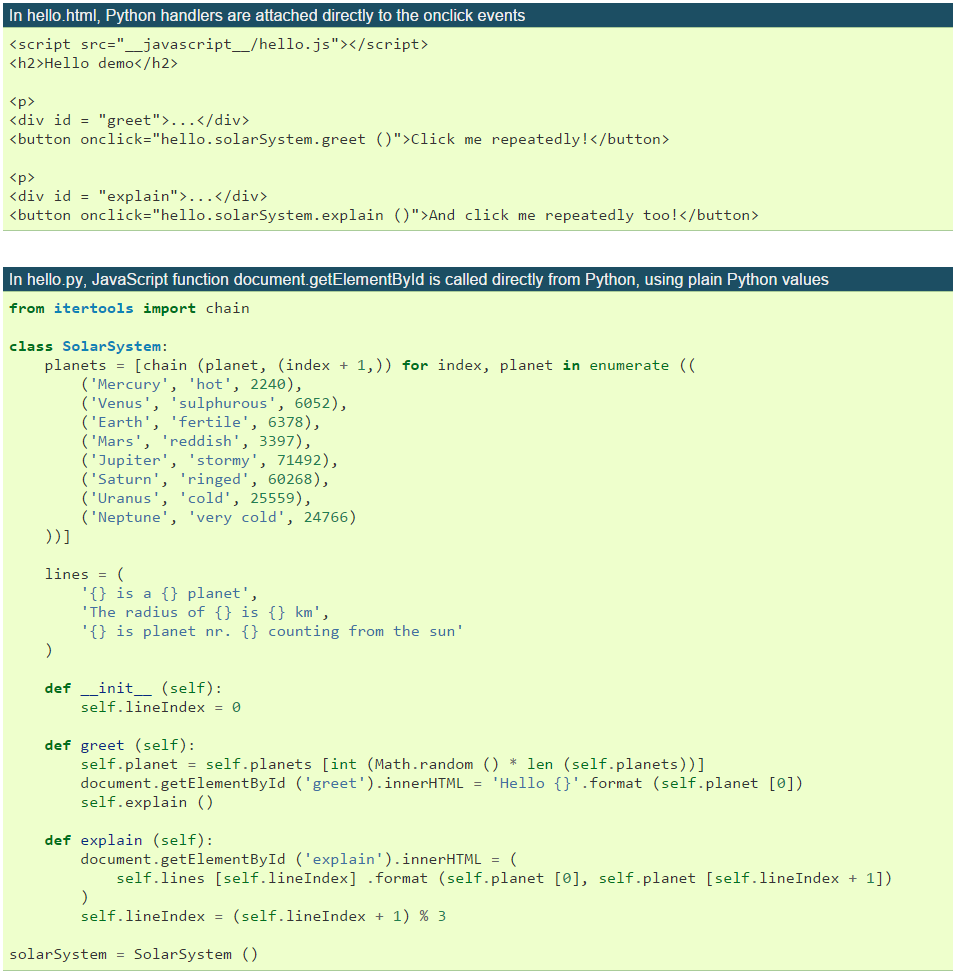 In hello.html, Python handlers are attached directly to the onclick events
<script src="__javascript__/hello.js"></script>
<h2>Hello demo</h2>

<p>
<div id = "greet">...</div>
<button onclick="hello.solarSystem.greet ()">Click me repeatedly!</button>

<p>
<div id = "explain">...</div>
<button onclick="hello.solarSystem.explain ()">And click me repeatedly too!</button>

In hello.py, JavaScript function document.getElementById is called directly from Python, using plain Python values
from itertools import chain

class SolarSystem:
    planets = [chain (planet, (index + 1,)) for index, planet in enumerate ((
        ('Mercury', 'hot', 2240),
        ('Venus', 'sulphurous', 6052),
        ('Earth', 'fertile', 6378),
        ('Mars', 'reddish', 3397),
        ('Jupiter', 'stormy', 71492),
        ('Saturn', 'ringed', 60268),
        ('Uranus', 'cold', 25559),
        ('Neptune', 'very cold', 24766)
    ))]

    lines = (
        '{} is a {} planet',
        'The radius of {} is {} km',
        '{} is planet nr. {} counting from the sun'
    )

    def __init__ (self):
        self.lineIndex = 0

    def greet (self):
        self.planet = self.planets [int (Math.random () * len (self.planets))]
        document.getElementById ('greet').innerHTML = 'Hello {}'.format (self.planet [0])
        self.explain ()

    def explain (self):
        document.getElementById ('explain').innerHTML = (
            self.lines [self.lineIndex] .format (self.planet [0], self.planet [self.lineIndex + 1])
        )
        self.lineIndex = (self.lineIndex + 1) % 3

solarSystem = SolarSystem ()